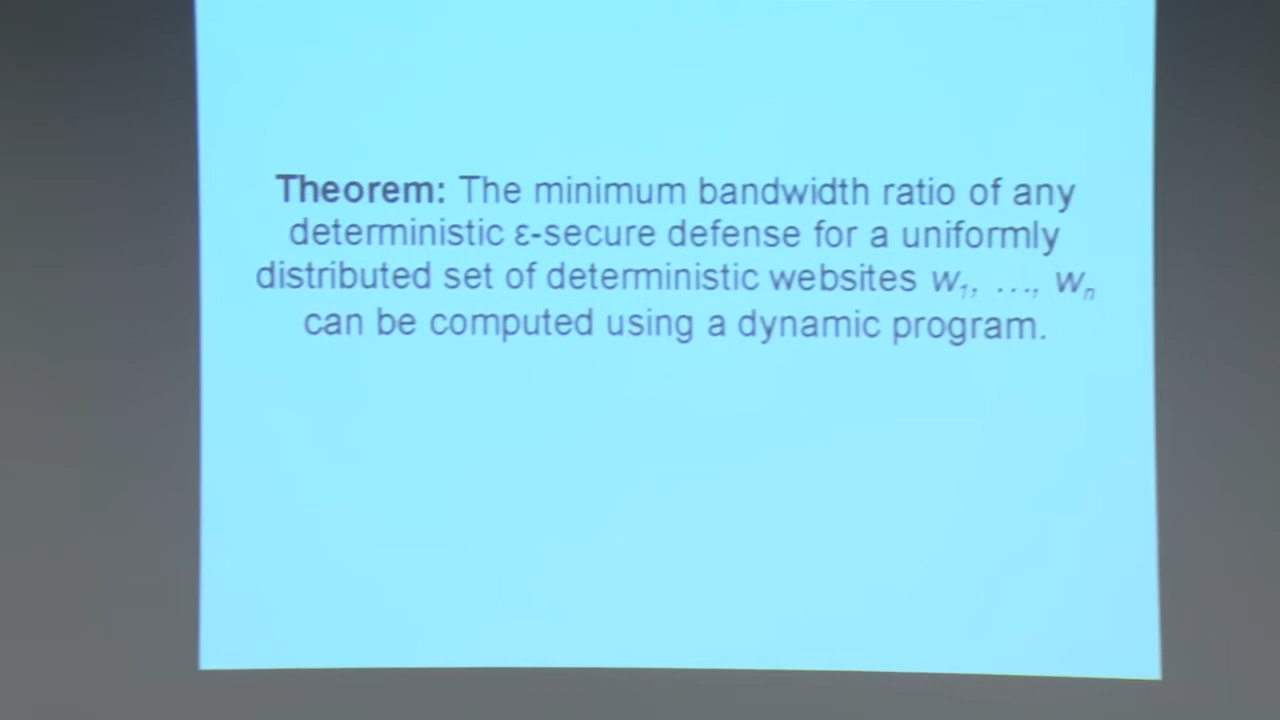 Theorem: The minimum bandwidth ratio of any
deterministic ε-secure defense for a uniformly
distributed set of deterministic websites w₁, …, wₙ
can be computed using a dynamic program.